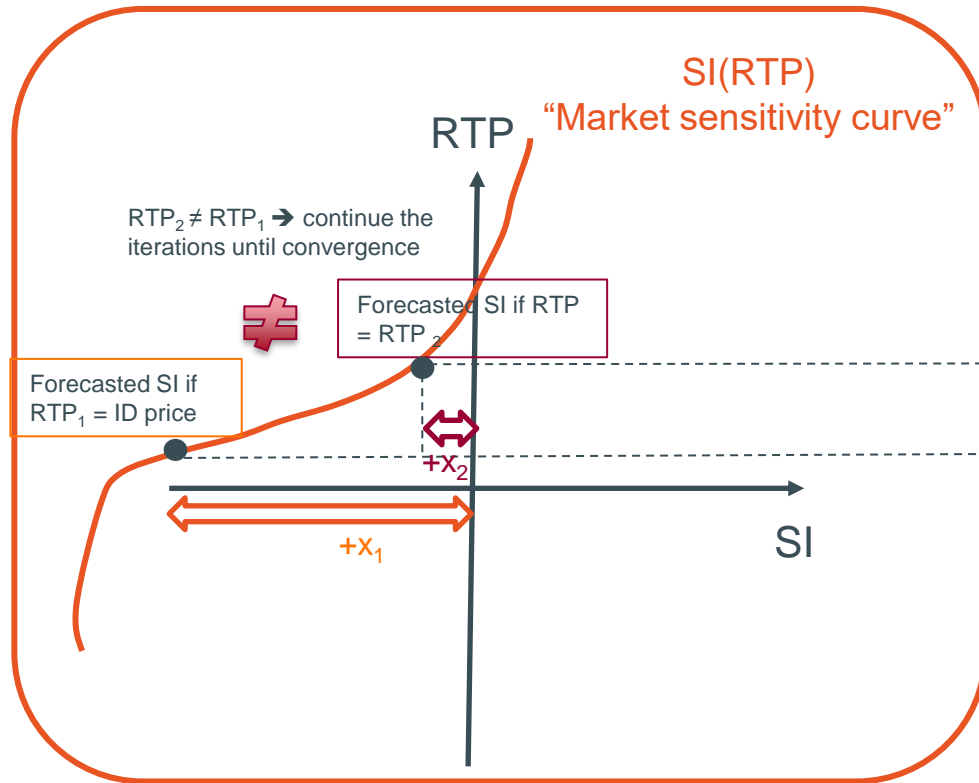 SI(RTP)
“Market sensitivity curve”
RTP
RTP2 ≠ RTP1 ➔ continue the
iterations until convergence
≠
Forecasted SI if RTP
= RTP 2
Forecasted SI if
RTP1 = ID price
+x2
+x1
SI